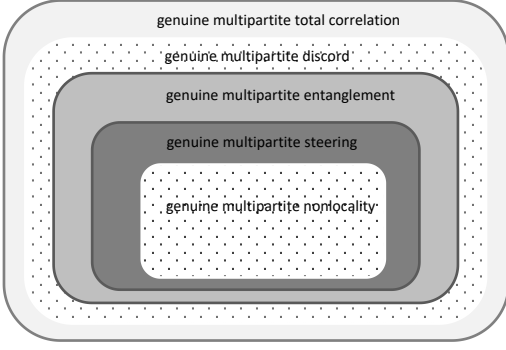 genuine multipartite total correlation
genuine multipartite discord
genuine multipartite entanglement
genuine multipartite steering
genuine multipartite nonlocality